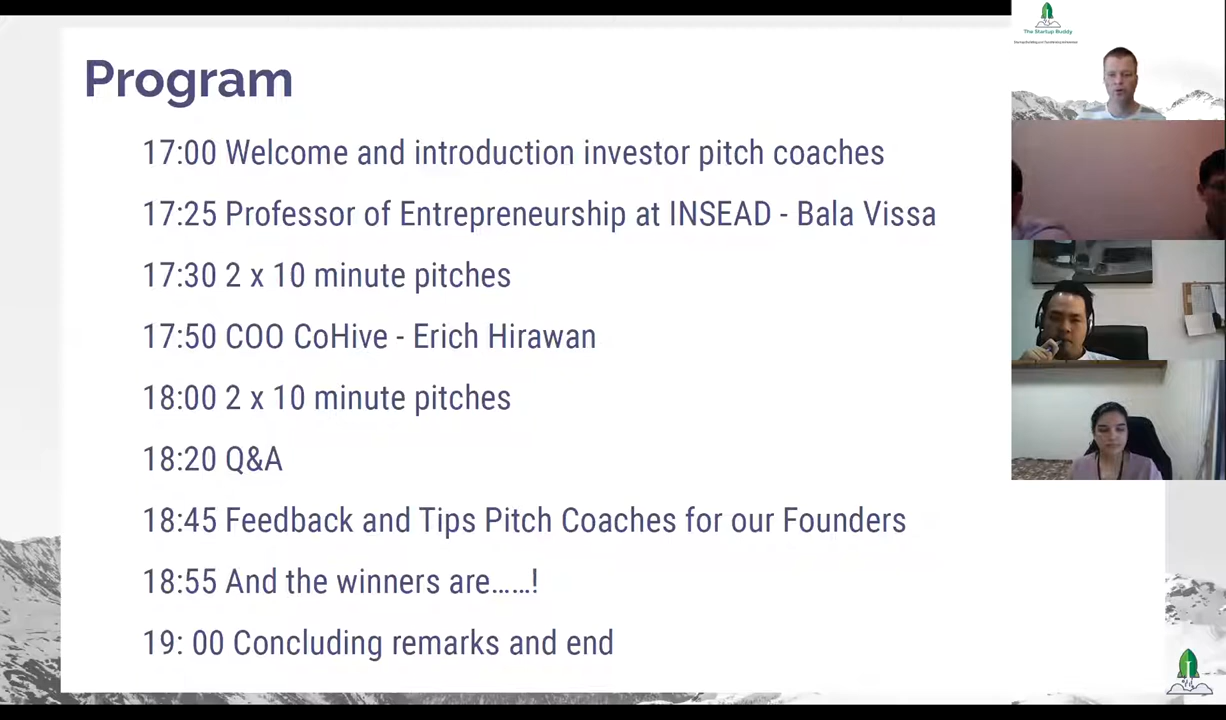 Program
17:00 Welcome and introduction investor pitch coaches
17:25 Professor of Entrepreneurship at INSEAD - Bala Vissa
17:30 2 x 10 minute pitches
17:50 COO CoHive - Erich Hirawan
18:00 2 x 10 minute pitches
18:20 Q&A
18:45 Feedback and Tips Pitch Coaches for our Founders
18:55 And the winners are……!
19: 00 Concluding remarks and end
The Startup Buddy